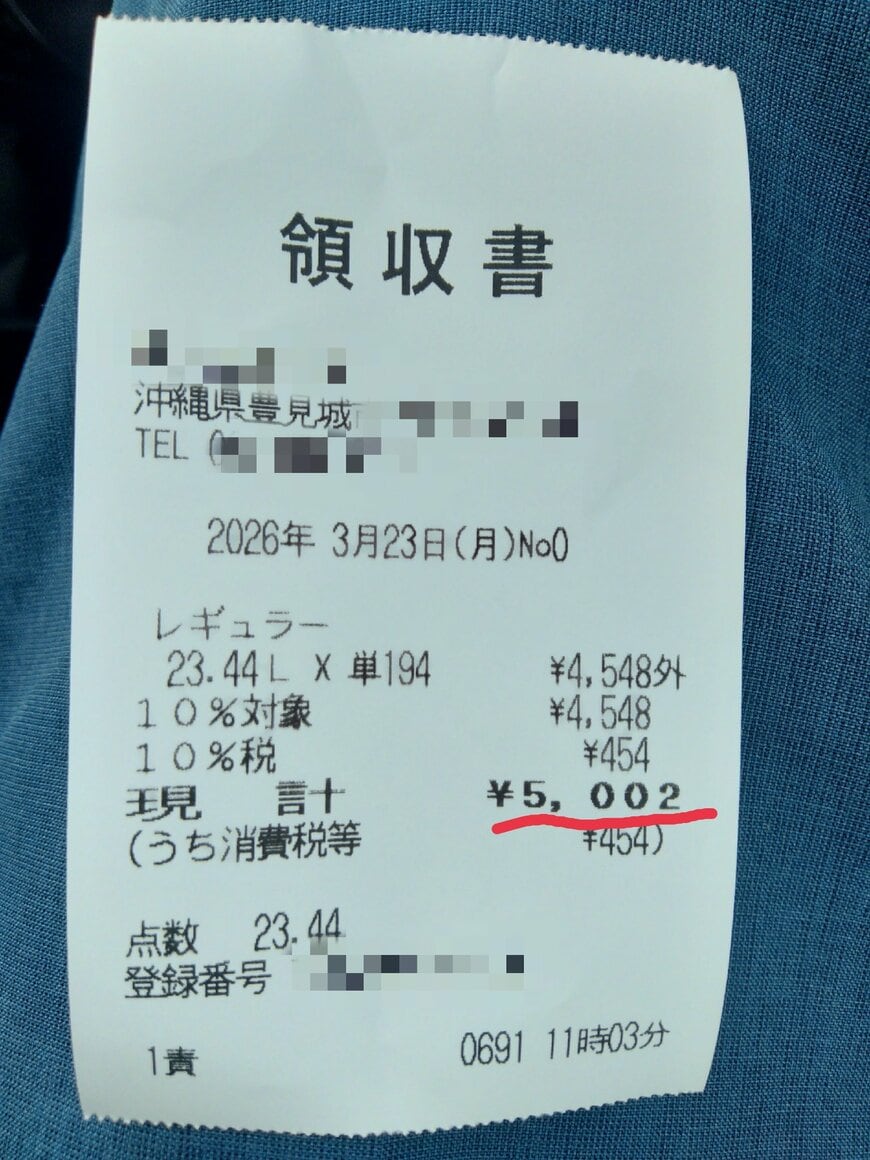 領収書
沖縄県豊見城
TEL
2026年 3月23日(月)No0
レギュラー
23.44L X 単194 ¥4,548外
10%対象 ¥4,548
10%税 ¥454
現 計 ¥5,002
(うち消費税等 ¥454)
点数 23.44
登録番号
1責 0691 11時03分